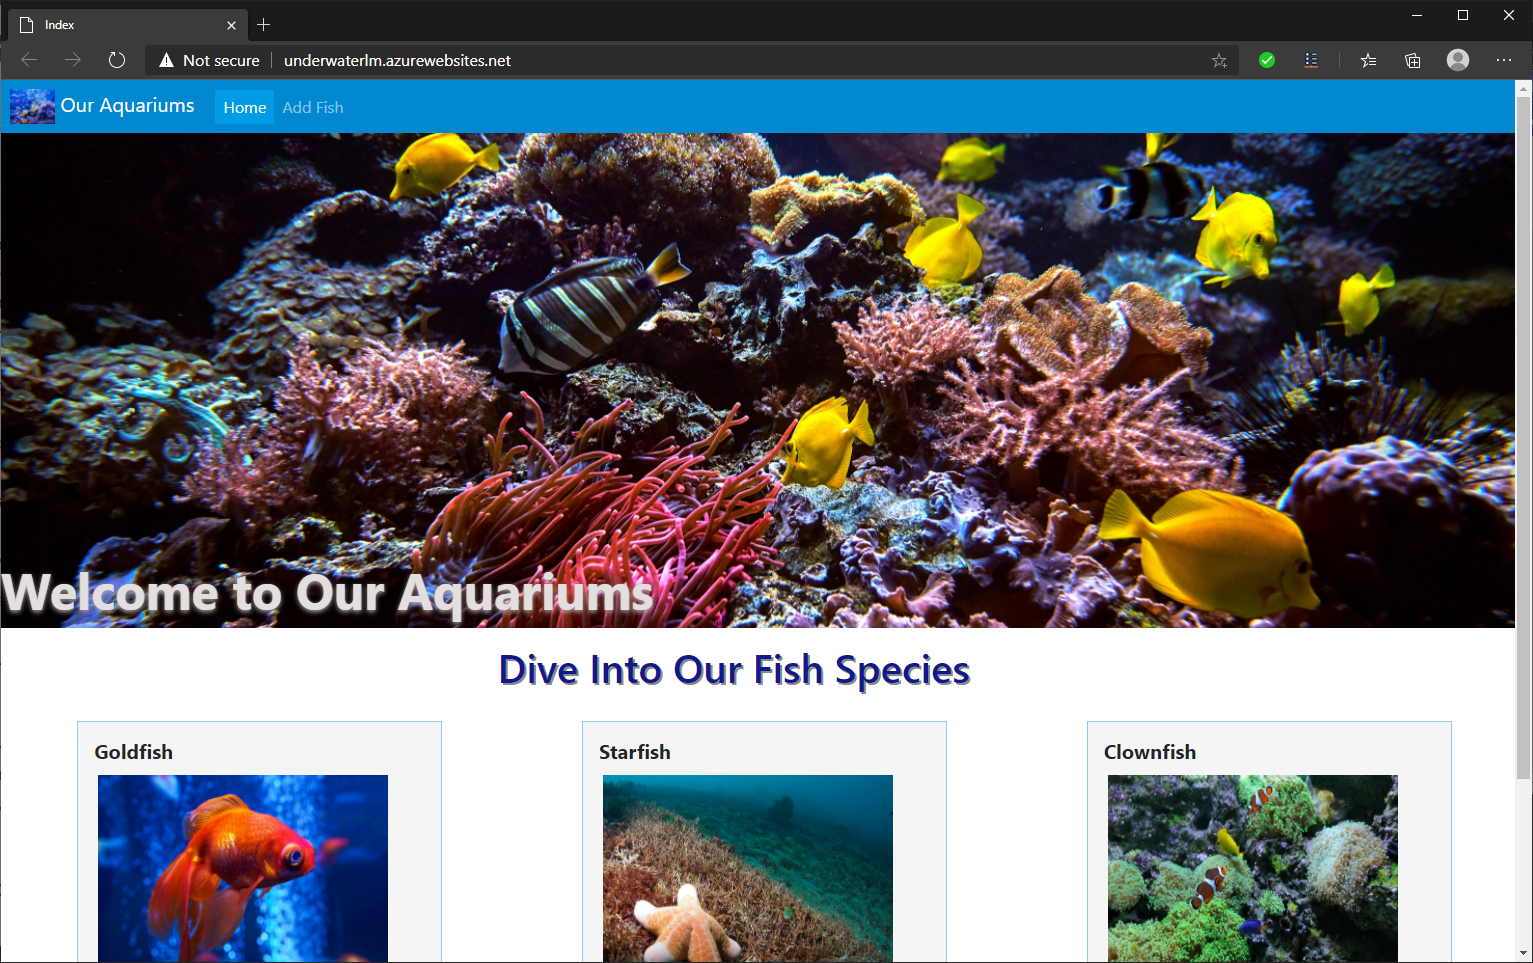 Index
Not secure
underwaterlm.azurewebsites.net
Our Aquariums
Home
Add Fish
Welcome to Our Aquariums
Dive Into Our Fish Species
Goldfish
Starfish
Clownfish